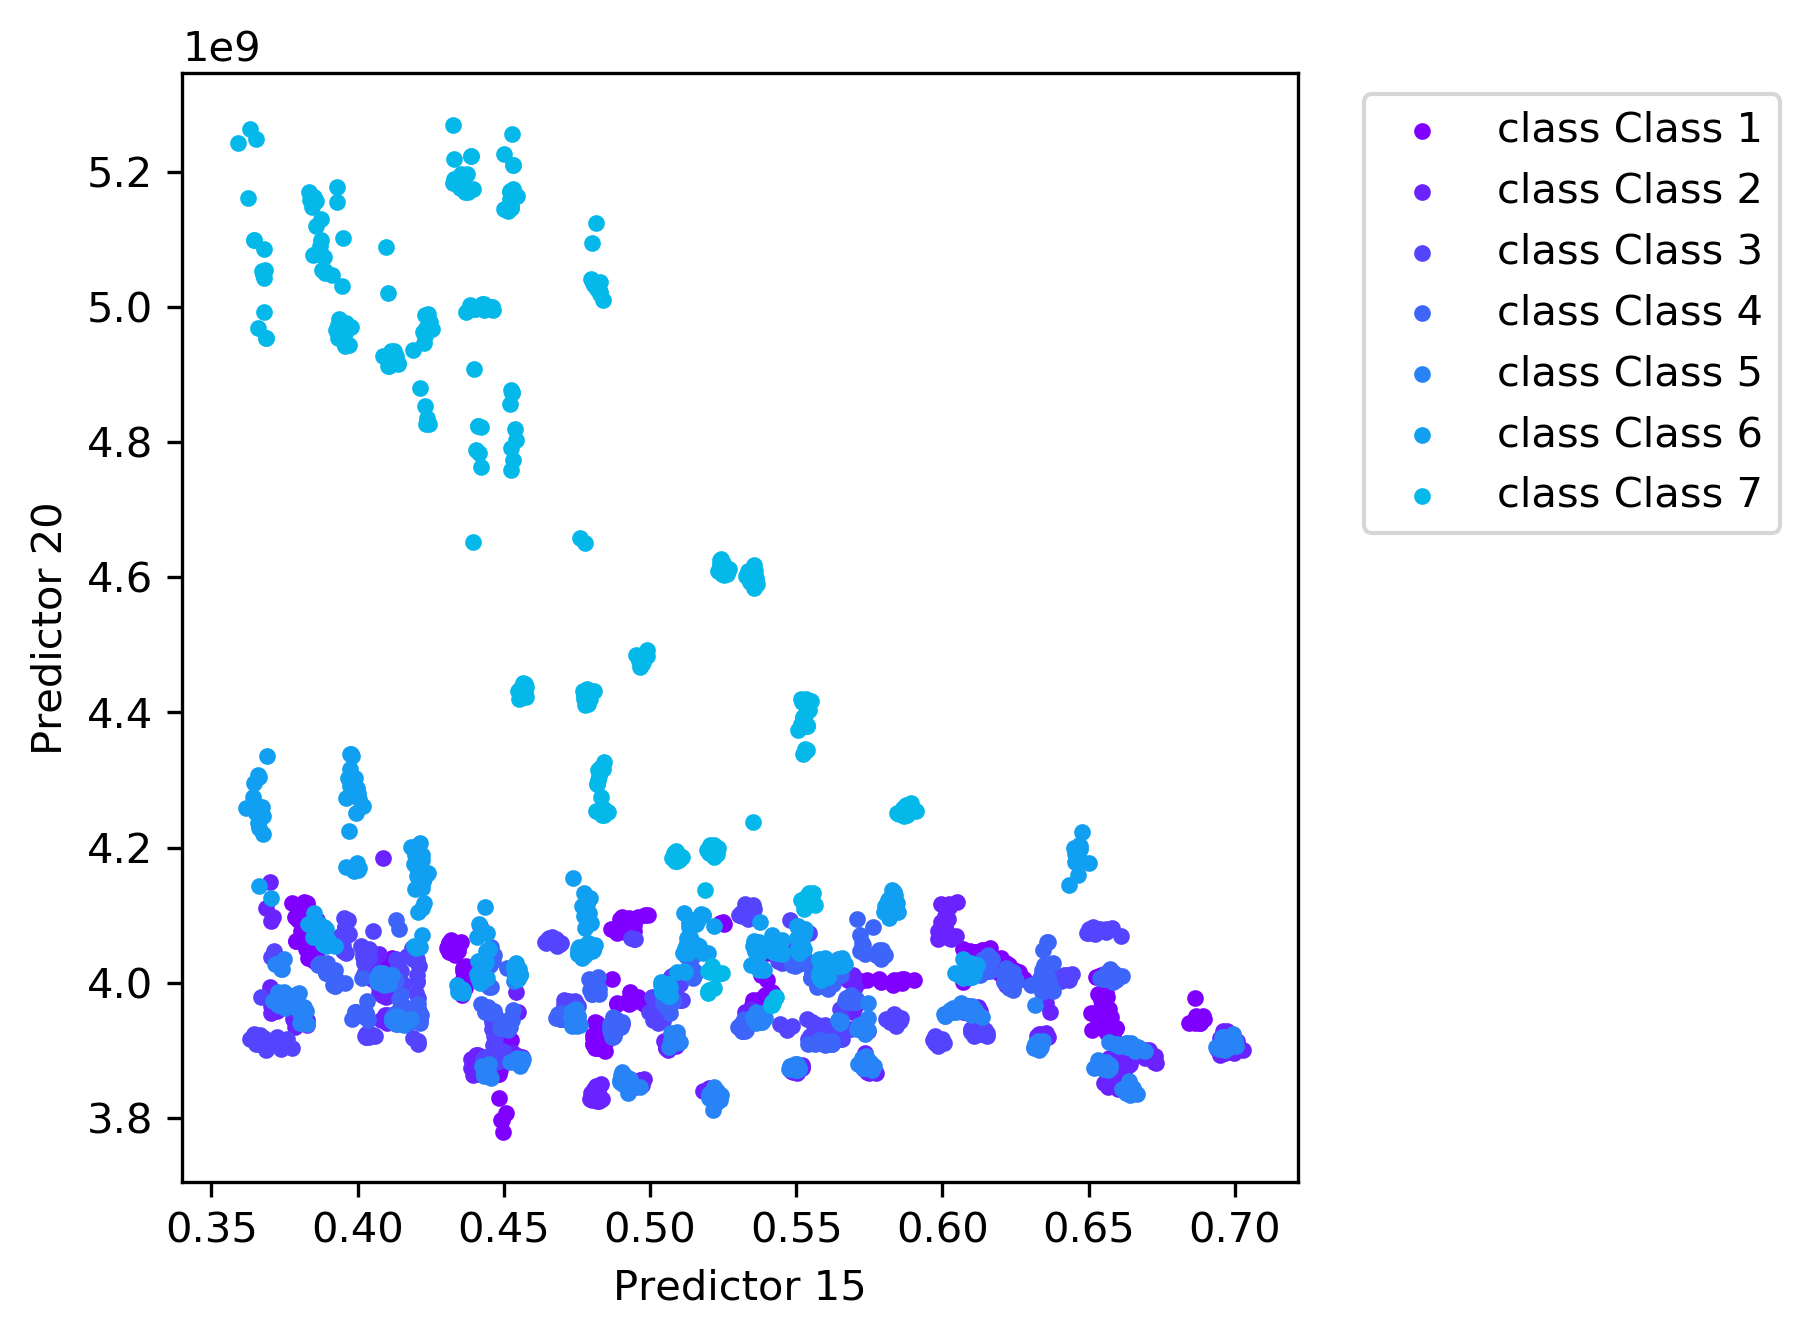 1e9
class Class 1
class Class 2
class Class 3
class Class 4
class Class 5
class Class 6
class Class 7
5.2
5.0
4.8
4.6
4.4
4.2
4.0
3.8
Predictor 20
0.35 0.40 0.45 0.50 0.55 0.60 0.65 0.70
Predictor 15